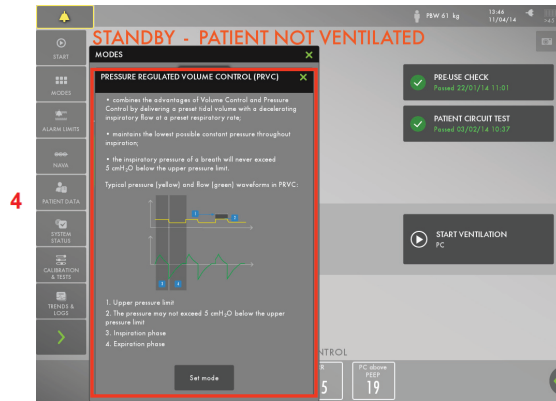 PBW 61 kg
13:46
11/04/14
STANDBY - PATIENT NOT VENTILATED
START
MODES
ALARM LIMITS
NAVA
PATIENT DATA
SYSTEM
STATUS
CALIBRATION
& TESTS
TRENDS &
LOGS
4
MODES
PRESSURE REGULATED VOLUME CONTROL (PRVC)
• combines the advantages of Volume Control and Pressure
Control by delivering a preset tidal volume with a decelerating
inspiratory flow at a preset respiratory rate;
• maintains the lowest possible constant pressure throughout
inspiration;
• the inspiratory pressure of a breath will never exceed
5 cmH₂O below the upper pressure limit.
Typical pressure (yellow) and flow (green) waveforms in PRVC:
1
2
3
4
1. Upper pressure limit
2. The pressure may not exceed 5 cmH₂O below the upper
pressure limit
3. Inspiration phase
4. Expiration phase
Set mode
PRE-USE CHECK
Passed 22/01/14 11:01
PATIENT CIRCUIT TEST
Passed 03/02/14 10:37
START VENTILATION
PC
NTROL
R
5
PC above
PEEP
19